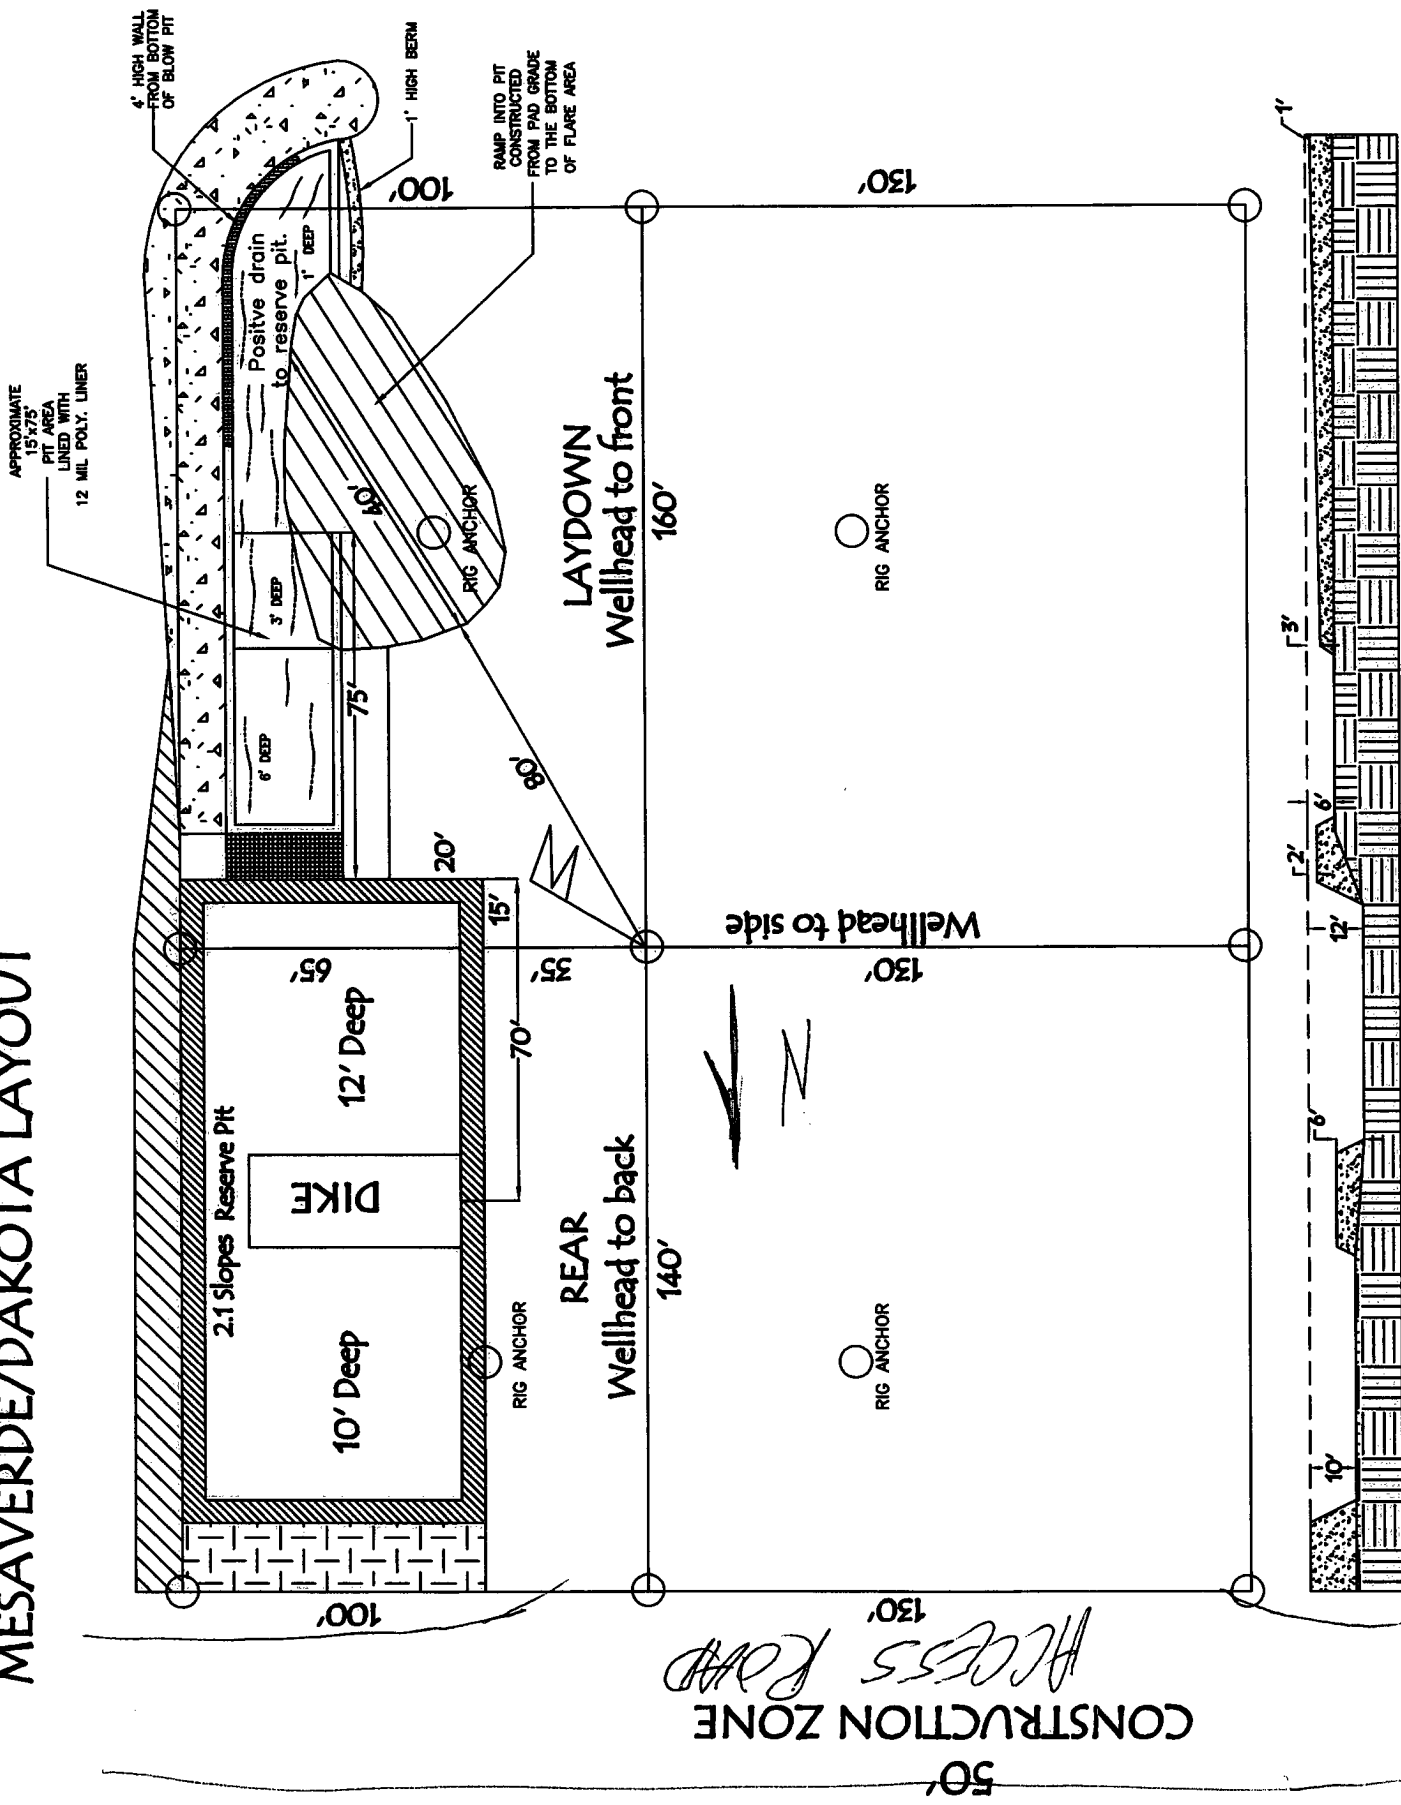 MESAVERDE/DAKOTA LAYOUT
APPROXIMATE
15'x75'
PIT AREA
LINED WITH
12 MIL POLY. LINER
4' HIGH WALL
FROM BOTTOM
OF BLOW PIT
1' HIGH BERM
RAMP INTO PIT
CONSTRUCTED
FROM PAD GRADE
TO THE BOTTOM
OF FLARE AREA
Positve drain
to reserve pit.
1' DEEP
3' DEEP
6' DEEP
100'
40'
RIG ANCHOR
75'
80'
20'
15'
2.1 Slopes Reserve Pit
10' Deep
DIKE
12' Deep
65'
35'
70'
RIG ANCHOR
LAYDOWN
Wellhead to front
160'
REAR
Wellhead to back
140'
Wellhead to side
130'
130'
N
RIG ANCHOR
RIG ANCHOR
100'
130'
ACCESS ROAD
CONSTRUCTION ZONE
50'
10'
6'
12'
2'
6'
3'
1'